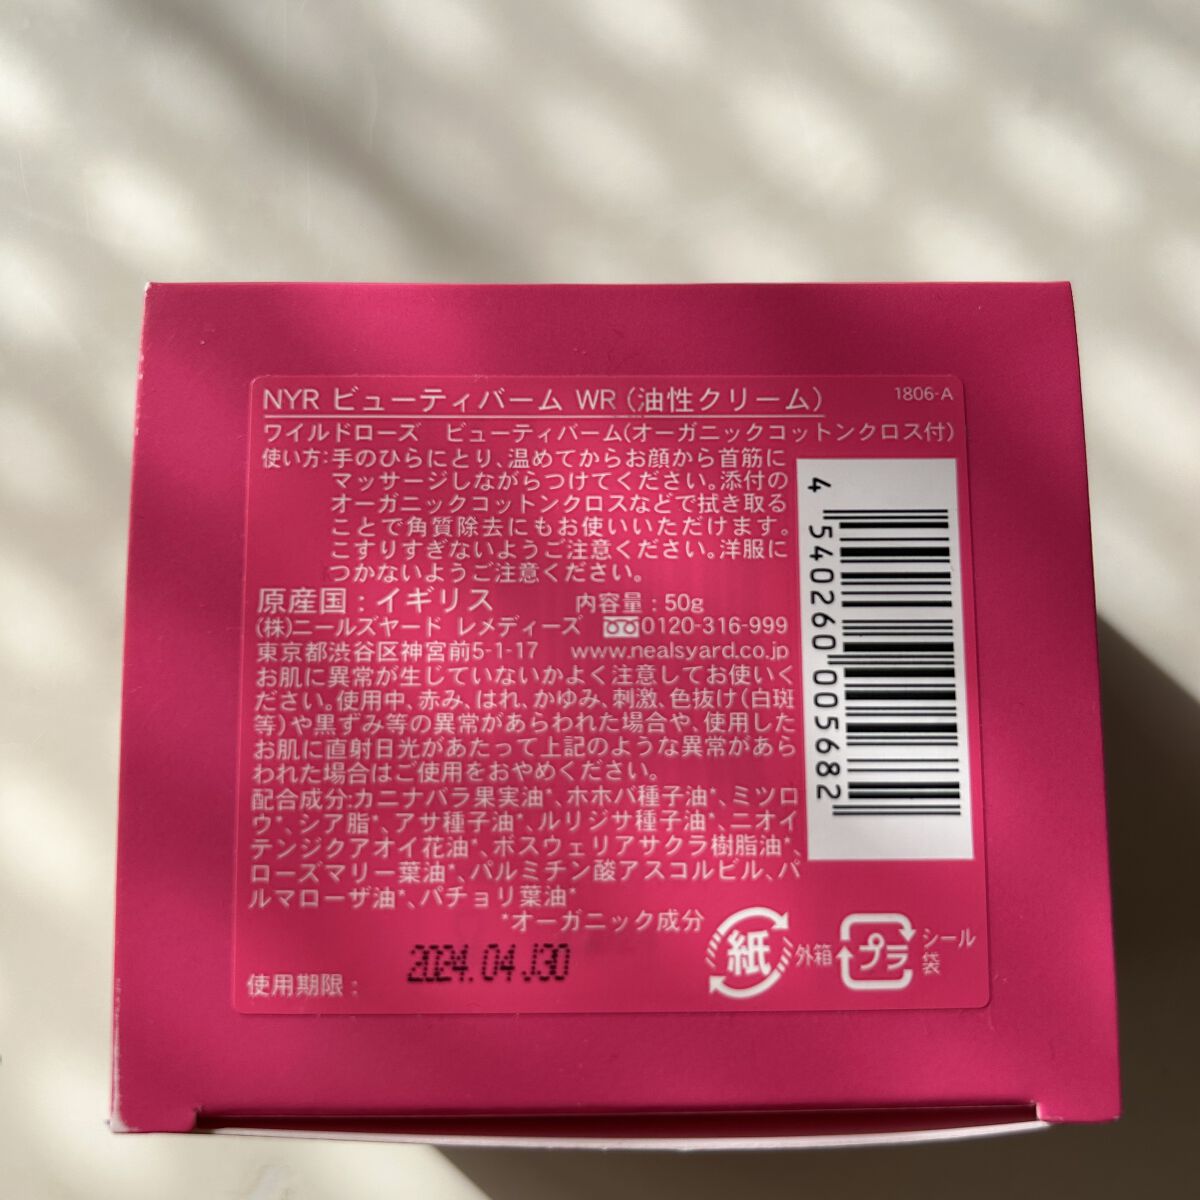 NYR ビューティバーム WR (油性クリーム)
1806-A
ワイルドローズ ビューティバーム(オーガニックコットンクロス付)
使い方:手のひらにとり、温めてからお顔から首筋に
マッサージしながらつけてください。添付の
オーガニックコットンクロスなどで拭き取る
ことで角質除去にもお使いいただけます。
こすりすぎないようご注意ください。洋服に
つかないようご注意ください。
原産国:イギリス 内容量:50g
(株)ニールズヤード レメディーズ 0120-316-999
東京都渋谷区神宮前5-1-17 www.nealsyard.co.jp
お肌に異常が生じていないかよく注意してお使いく
ださい。使用中、赤み、はれ、かゆみ、刺激、色抜け(白斑
等)や黒ずみ等の異常があらわれた場合や、使用した
お肌に直射日光があたって上記のような異常があら
われた場合はご使用をおやめください。
配合成分:カニナバラ果実油*、ホホバ種子油*、ミツロ
ウ*、シア脂*、アサ種子油*、ルリジサ種子油*、ニオイ
テンジクアオイ花油*、ボスウェリアサクラ樹脂油*、
ローズマリー葉油*、パルミチン酸アスコルビル、パ
ルマローザ油*、パチョリ葉油*
*オーガニック成分
使用期限: 2024.04.J30
紙 外箱 プラ シール
袋
4 540260 005682